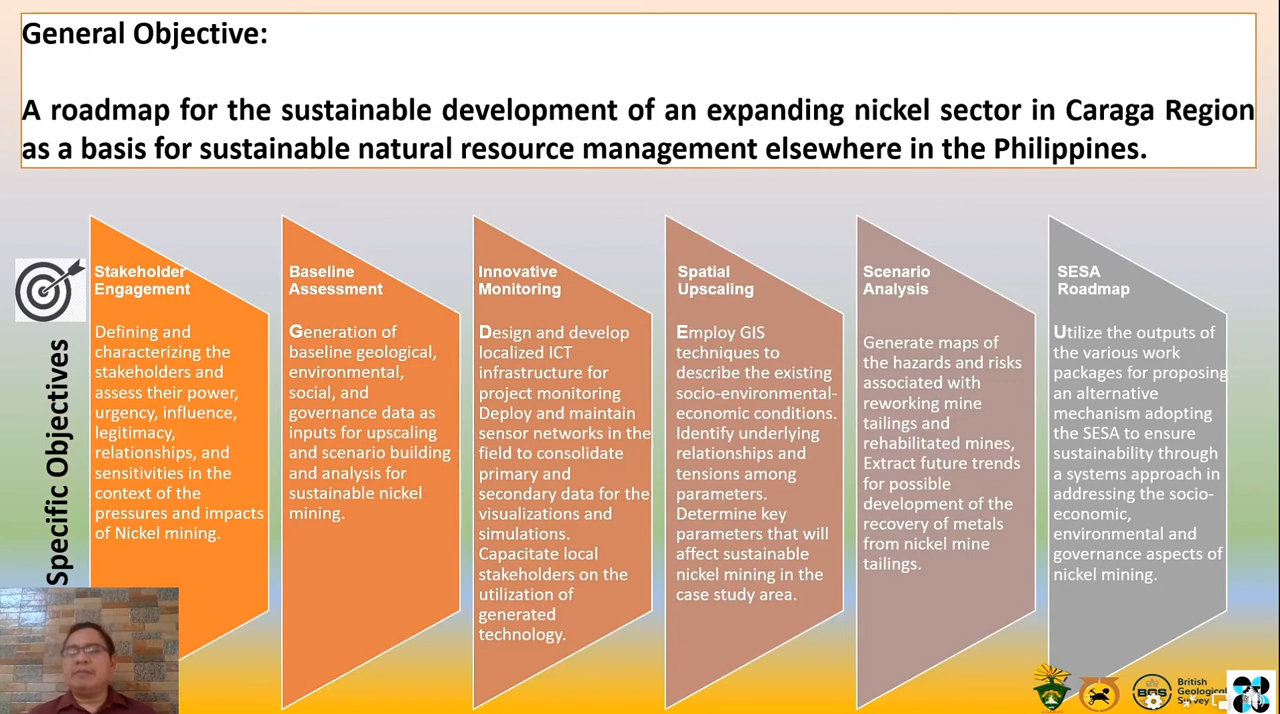 General Objective:
A roadmap for the sustainable development of an expanding nickel sector in Caraga Region
as a basis for sustainable natural resource management elsewhere in the Philippines.
Specific Objectives
Stakeholder
Engagement
Defining and
characterizing the
stakeholders and
assess their power,
urgency, influence,
legitimacy,
relationships, and
sensitivities in the
context of the
pressures and impacts
of Nickel mining.
Baseline
Assessment
Generation of
baseline geological,
environmental,
social, and
governance data as
inputs for upscaling
and scenario building
and analysis for
sustainable nickel
mining.
Innovative
Monitoring
Design and develop
localized ICT
infrastructure for
project monitoring
Deploy and maintain
sensor networks in the
field to consolidate
primary and
secondary data for the
visualizations and
simulations.
Capacitate local
stakeholders on the
utilization of
generated
technology.
Spatial
Upscaling
Employ GIS
techniques to
describe the existing
socio-environmental-
economic conditions.
Identify underlying
relationships and
tensions among
parameters.
Determine key
parameters that will
affect sustainable
nickel mining in the
case study area.
Scenario
Analysis
Generate maps of
the hazards and risks
associated with
reworking mine
tailings and
rehabilitated mines,
Extract future trends
for possible
development of the
recovery of metals
from nickel mine
tailings.
SESA
Roadmap
Utilize the outputs of
the various work
packages for proposing
an alternative
mechanism adopting
the SESA to ensure
sustainability through
a systems approach in
addressing the socio-
economic,
environmental and
governance aspects of
nickel mining.
BGS
British
Geological
Survey